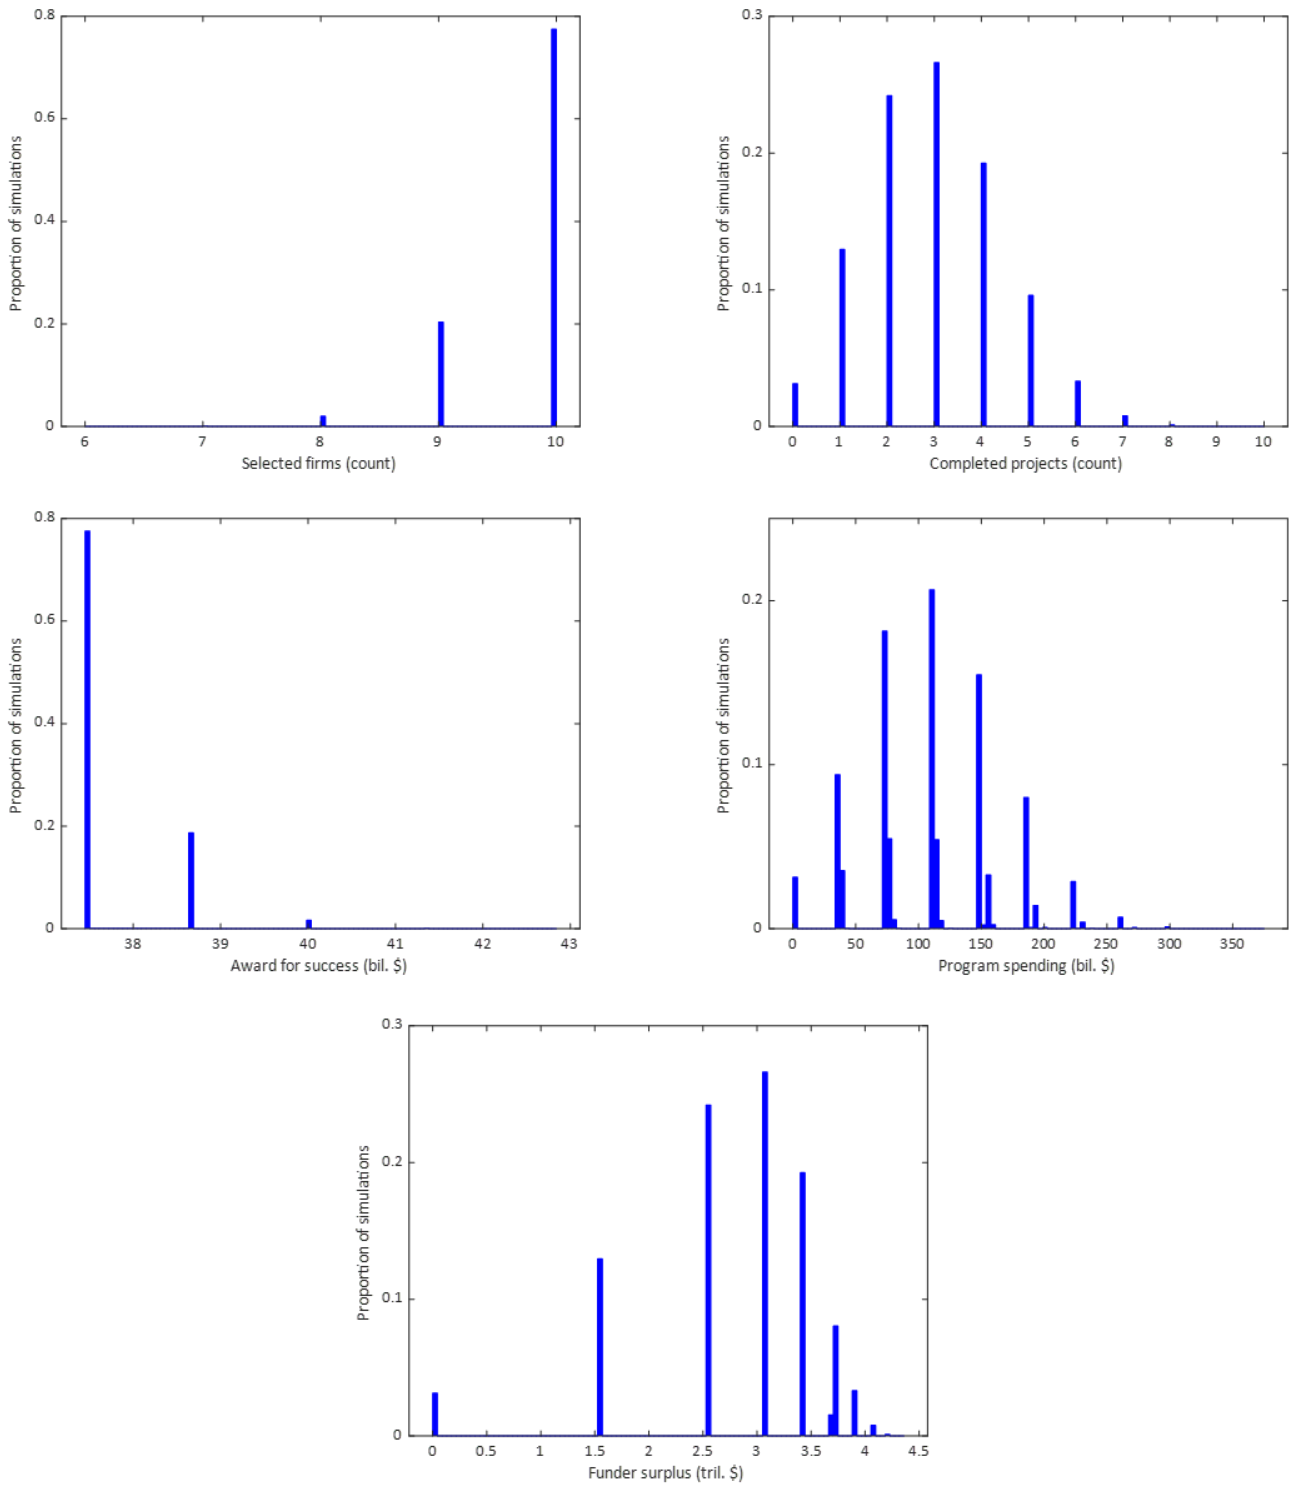 0.8
0.6
0.4
0.2
0
Proportion of simulations
6 7 8 9 10
Selected firms (count)
0.3
0.2
0.1
0
Proportion of simulations
0 1 2 3 4 5 6 7 8 9 10
Completed projects (count)
0.8
0.6
0.4
0.2
0
Proportion of simulations
38 39 40 41 42 43
Award for success (bil. $)
0.2
0.1
0
Proportion of simulations
0 50 100 150 200 250 300 350
Program spending (bil. $)
0.3
0.2
0.1
0
Proportion of simulations
0 0.5 1 1.5 2 2.5 3 3.5 4 4.5
Funder surplus (tril. $)